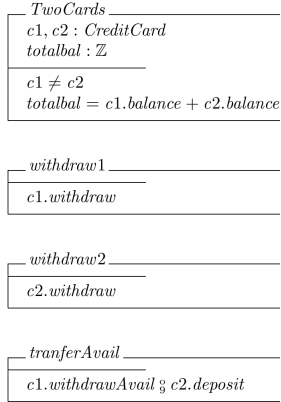 TwoCards
c1, c2 : CreditCard
totalbal : ℤ
c1 ≠ c2
totalbal = c1.balance + c2.balance
withdraw1
c1.withdraw
withdraw2
c2.withdraw
tranferAvail
c1.withdrawAvail ⨟ c2.deposit